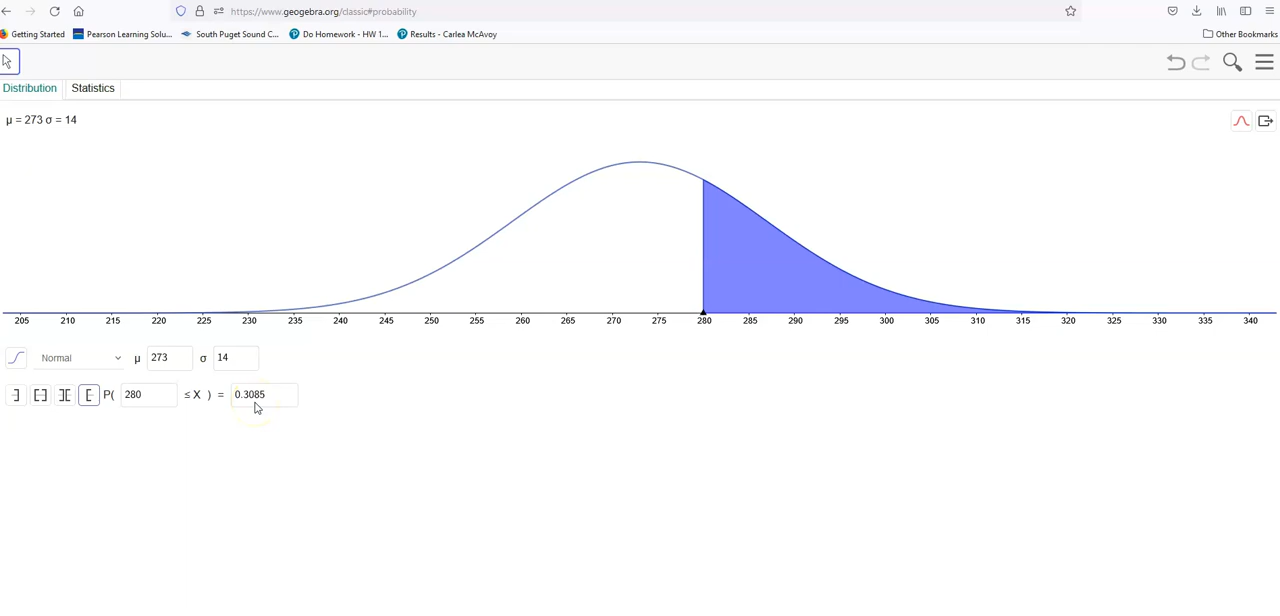 https://www.geogebra.org/classic#probability
Getting Started Pearson Learning Solu... South Puget Sound C... Do Homework - HW 1... Results - Carlea McAvoy Other Bookmarks
Distribution Statistics
μ = 273 σ = 14
205 210 215 220 225 230 235 240 245 250 255 260 265 270 275 280 285 290 295 300 305 310 315 320 325 330 335 340
Normal μ 273 σ 14
P( 280 ≤ X ) = 0.3085